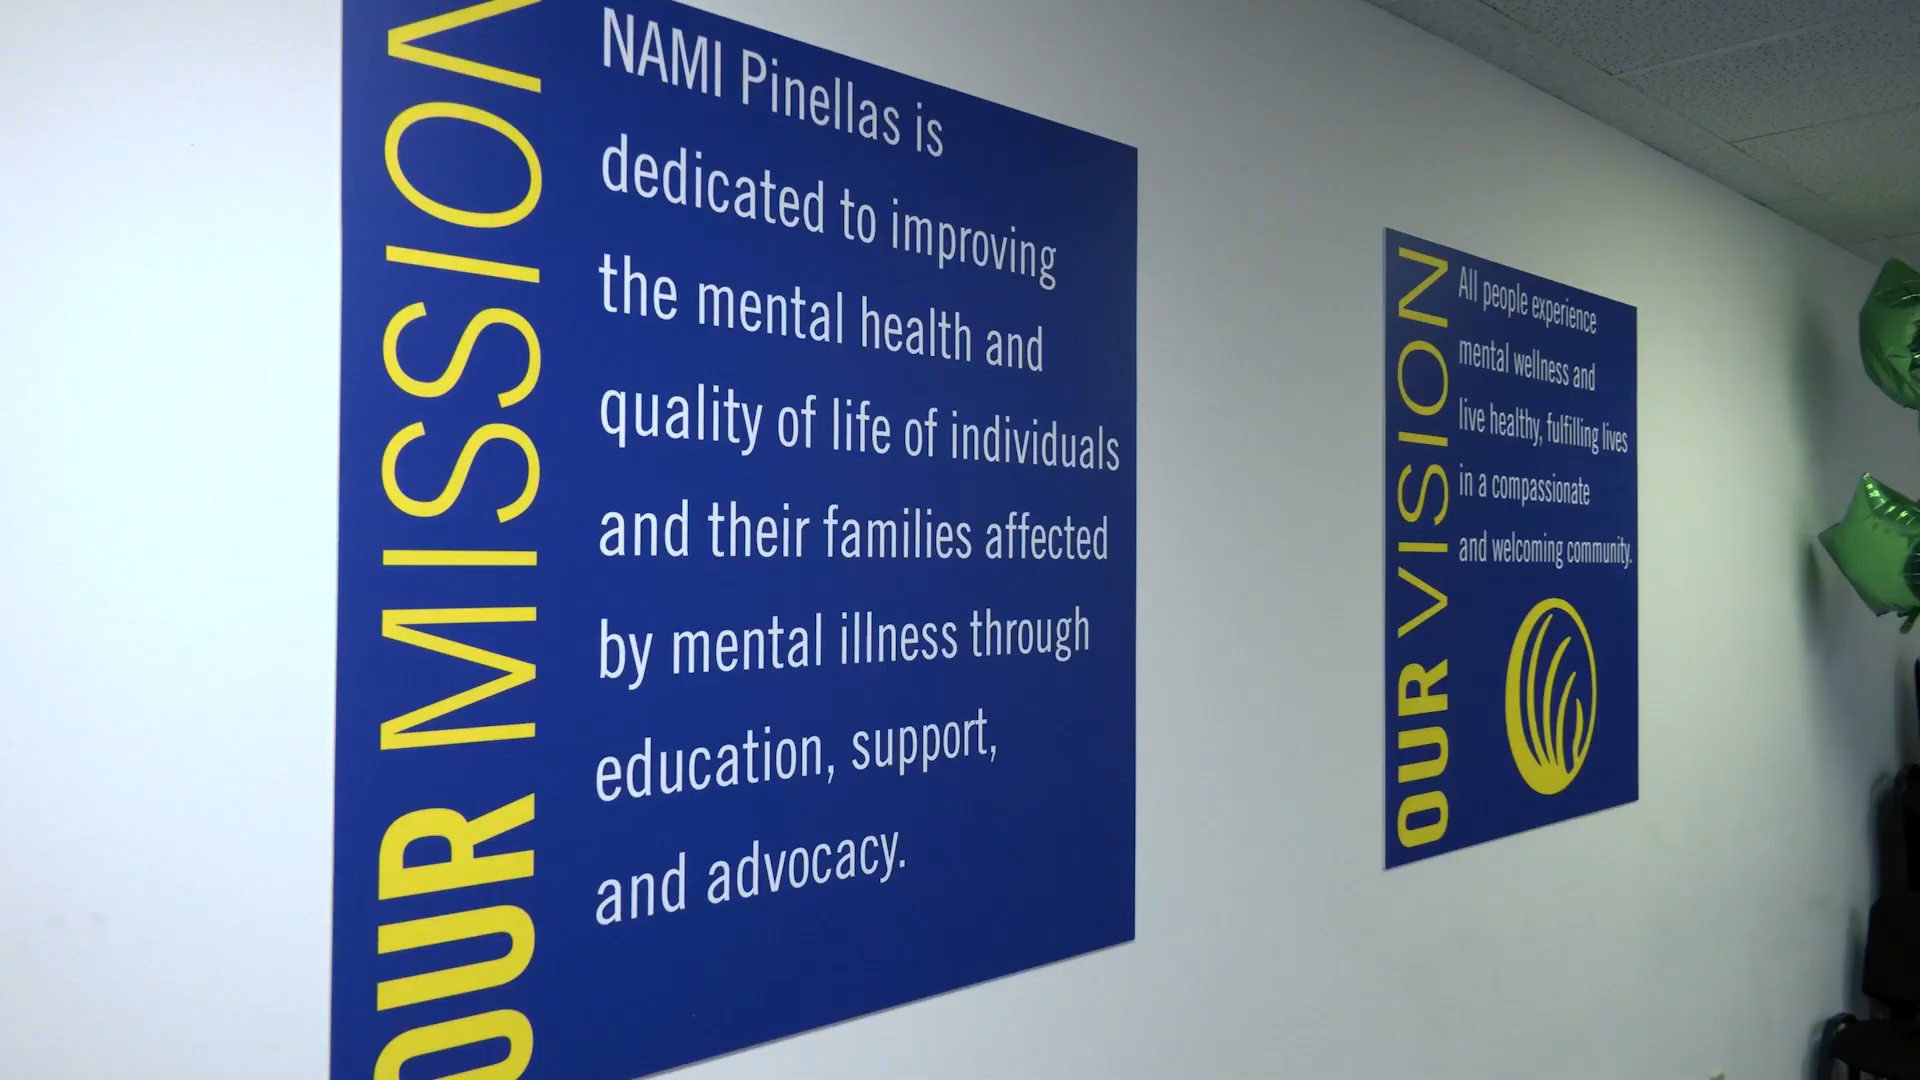 OUR MISSION
NAMI Pinellas is
dedicated to improving
the mental health and
quality of life of individuals
and their families affected
by mental illness through
education, support,
and advocacy.
OUR VISION
All people experience
mental wellness and
live healthy, fulfilling lives
in a compassionate
and welcoming community.